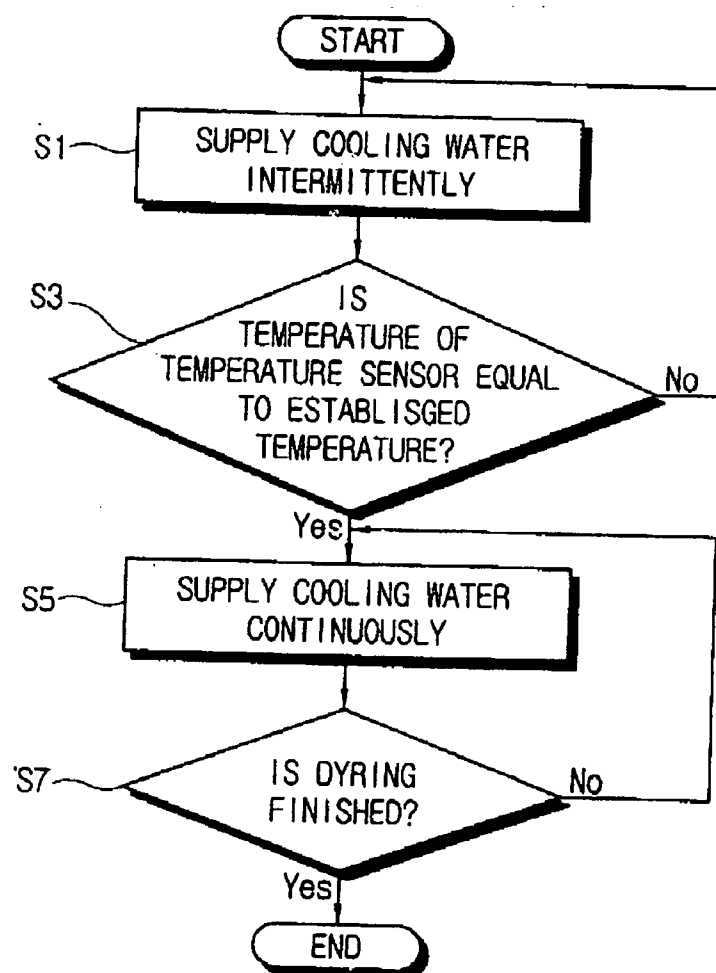 START
S1
SUPPLY COOLING WATER
INTERMITTENTLY
S3
IS
TEMPERATURE OF
TEMPERATURE SENSOR EQUAL
TO ESTABLISGED
TEMPERATURE?
No
Yes
S5
SUPPLY COOLING WATER
CONTINUOUSLY
S7
IS DYRING
FINISHED?
No
Yes
END